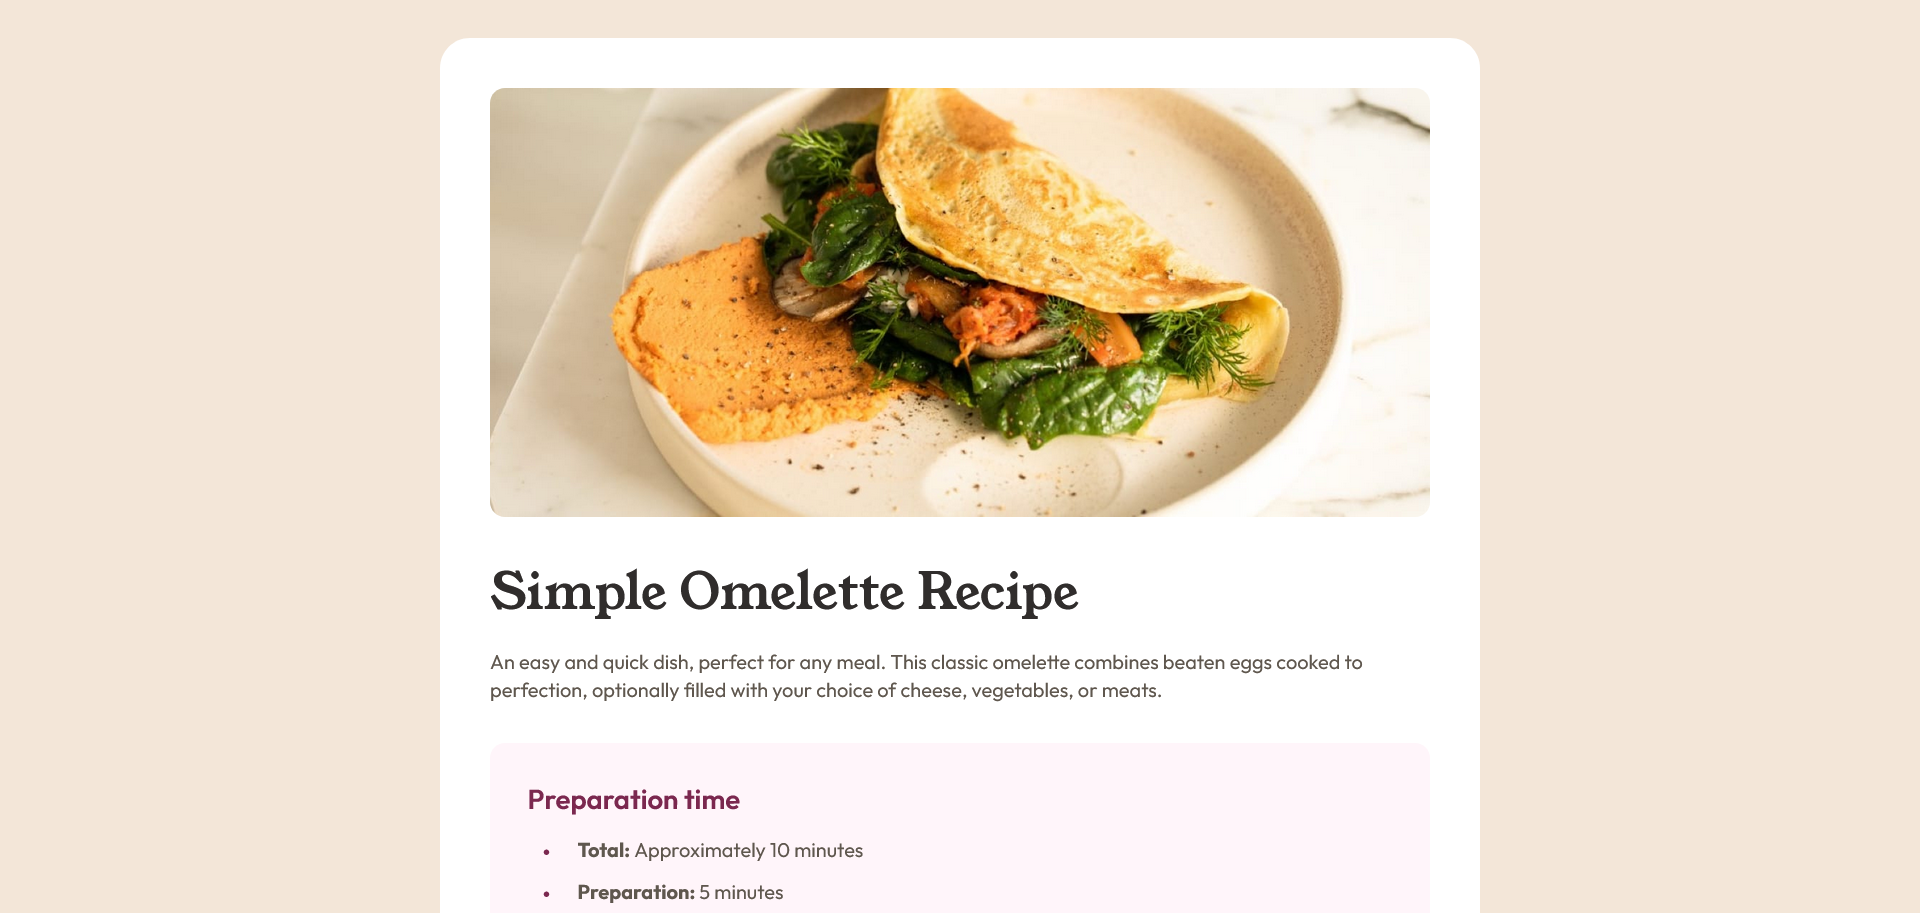 Simple Omelette Recipe
An easy and quick dish, perfect for any meal. This classic omelette combines beaten eggs cooked to
perfection, optionally filled with your choice of cheese, vegetables, or meats.
Preparation time
• Total: Approximately 10 minutes
• Preparation: 5 minutes